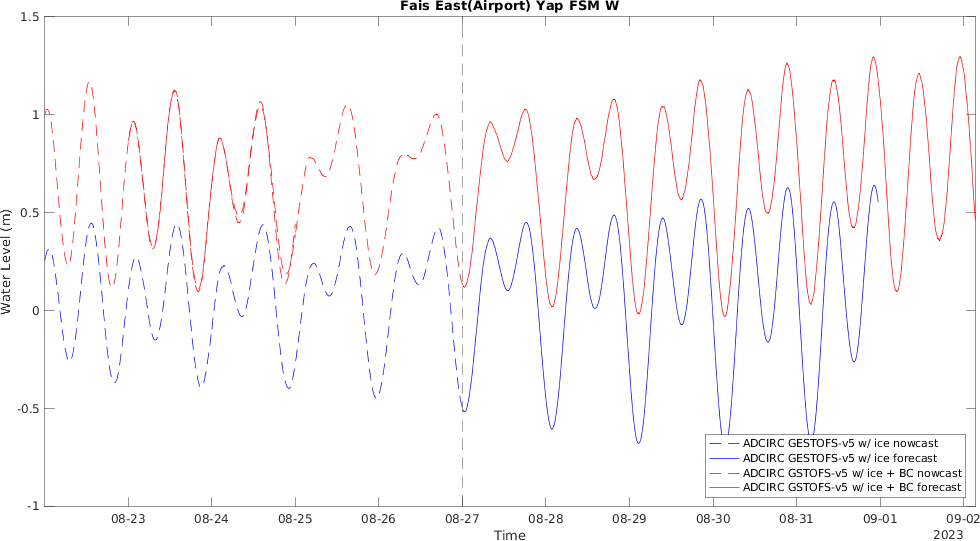 Fais East(Airport) Yap FSM W
1.5
1
0.5
0
-0.5
-1
Water Level (m)
ADCIRC GESTOFS-v5 w/ ice nowcast
ADCIRC GESTOFS-v5 w/ ice forecast
ADCIRC GSTOFS-v5 w/ ice + BC nowcast
ADCIRC GSTOFS-v5 w/ ice + BC forecast
08-23 08-24 08-25 08-26 08-27 08-28 08-29 08-30 08-31 09-01 09-02
Time
2023